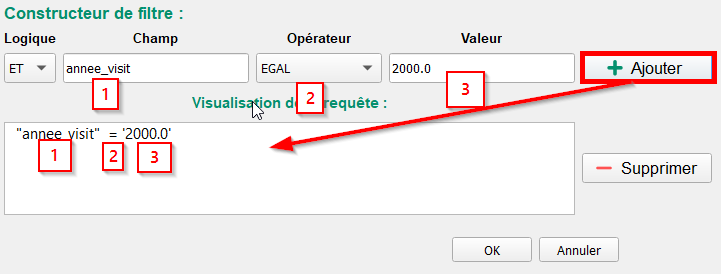 Constructeur de filtre :
Logique Champ Opérateur Valeur
ET annee_visit EGAL 2000.0 Ajouter
1 2 3
Visualisation de requête :
"annee_visit" = '2000.0'
1 2 3
Supprimer
OK Annuler